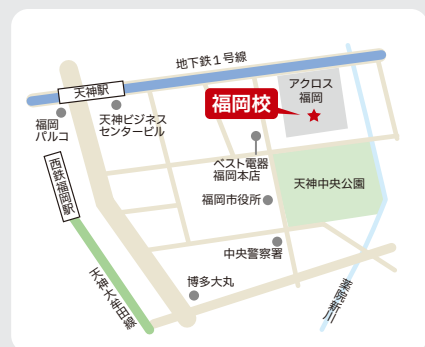 地下鉄1号線
天神駅
アクロス
福岡
福岡校
福岡
パルコ
天神ビジネス
センタービル
ベスト電器
福岡本店
西鉄福岡駅
天神中央公園
福岡市役所
中央警察署
天神大牟田線
博多大丸
薬院新川